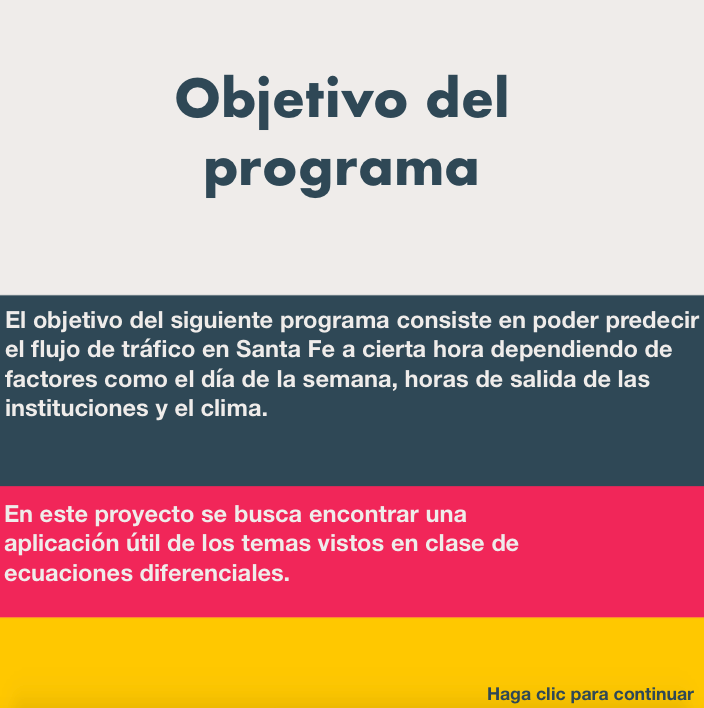 Objetivo del
programa
El objetivo del siguiente programa consiste en poder predecir
el flujo de tráfico en Santa Fe a cierta hora dependiendo de
factores como el día de la semana, horas de salida de las
instituciones y el clima.
En este proyecto se busca encontrar una
aplicación útil de los temas vistos en clase de
ecuaciones diferenciales.
Haga clic para continuar